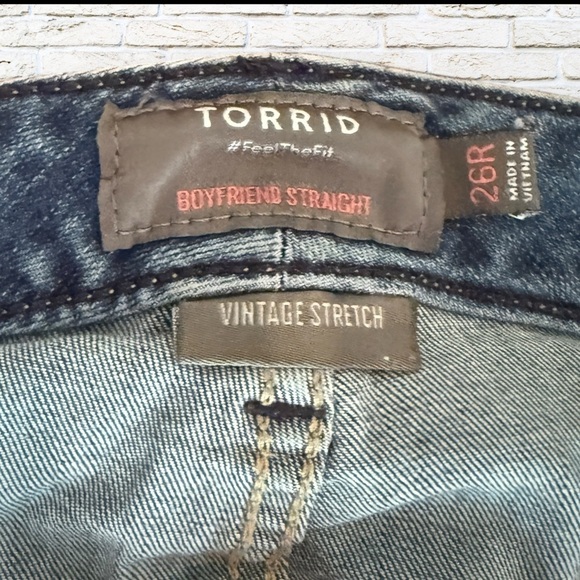 TORRID
#FeelTheFit
BOYFRIEND STRAIGHT
26R
MADE IN
VIETNAM
VINTAGE STRETCH